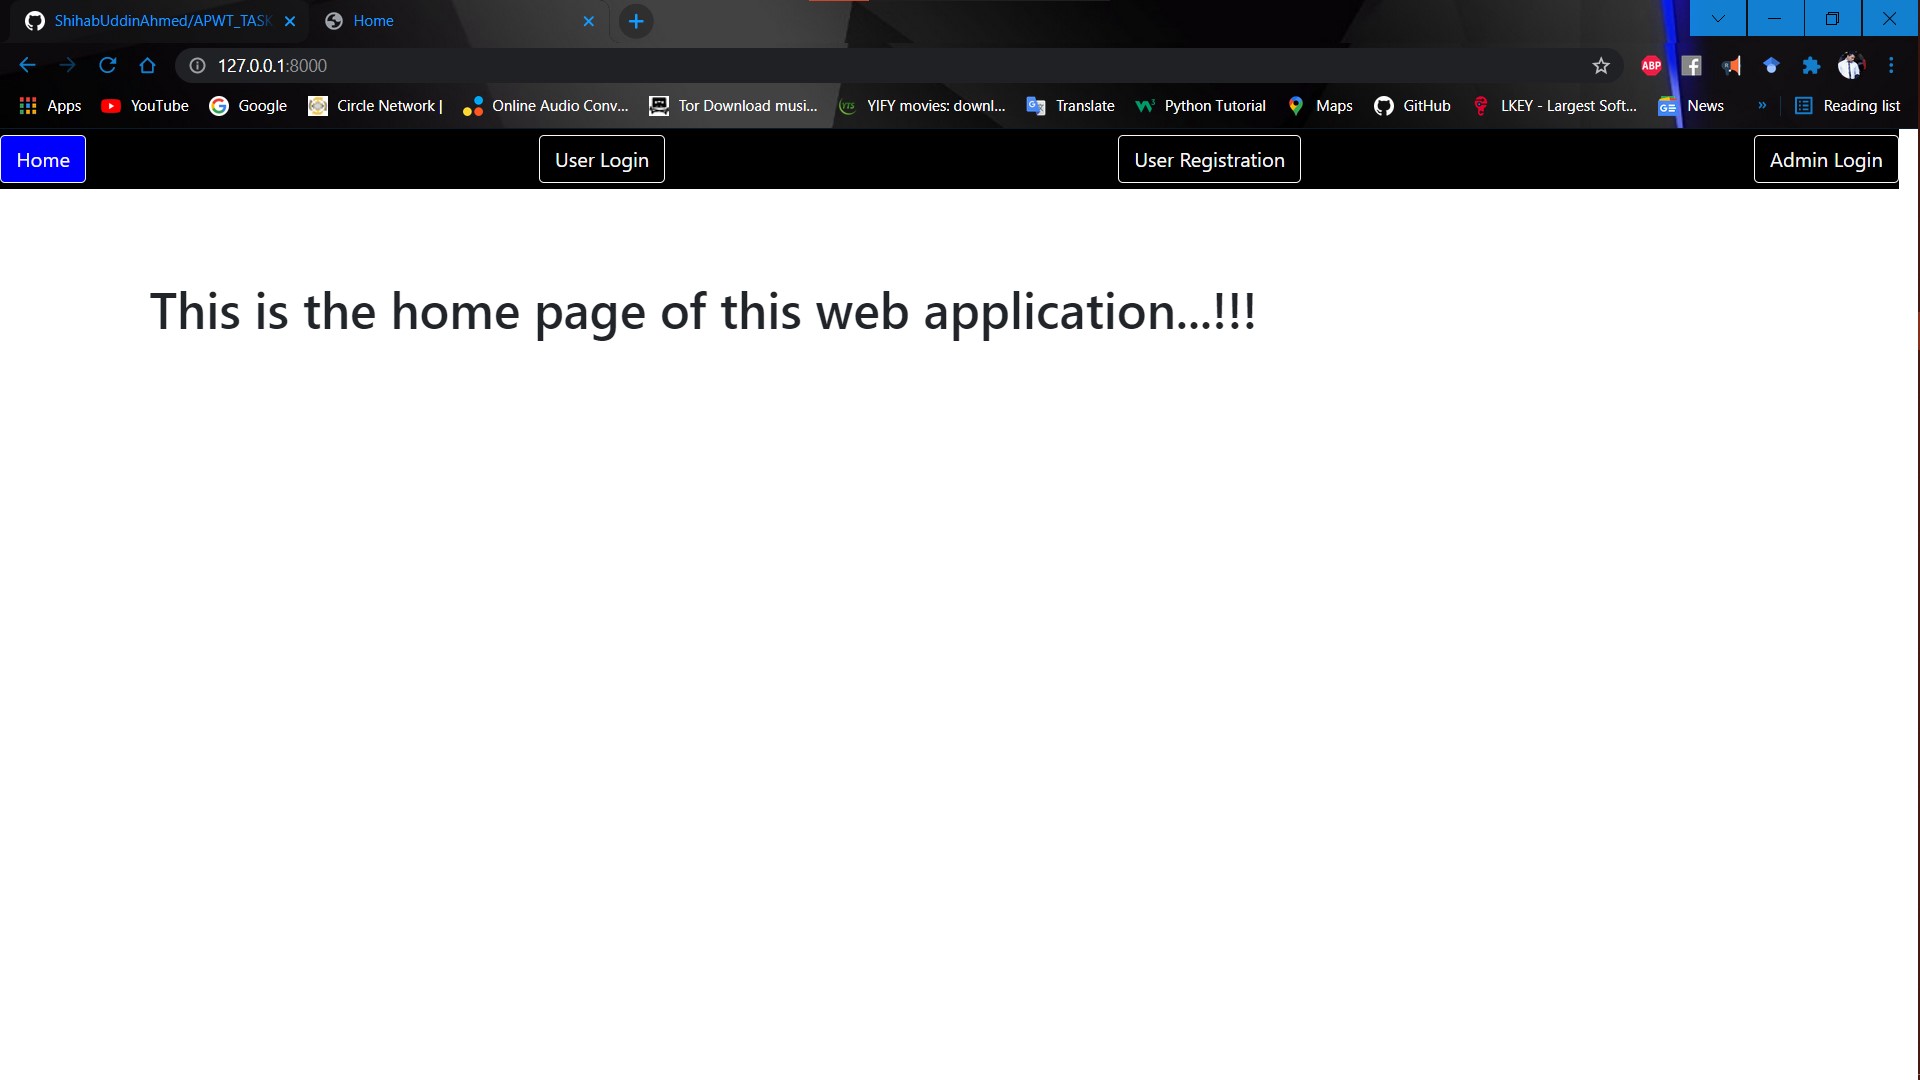 ShihabUddinAhmed/APWT_TASK
Home
127.0.0.1:8000
ABP
Apps
YouTube
Google
Circle Network |
Online Audio Conv...
Tor Download musi...
YIFY movies: downl...
Translate
Python Tutorial
Maps
GitHub
LKEY - Largest Soft...
News
»
Reading list
Home
User Login
User Registration
Admin Login
This is the home page of this web application...!!!